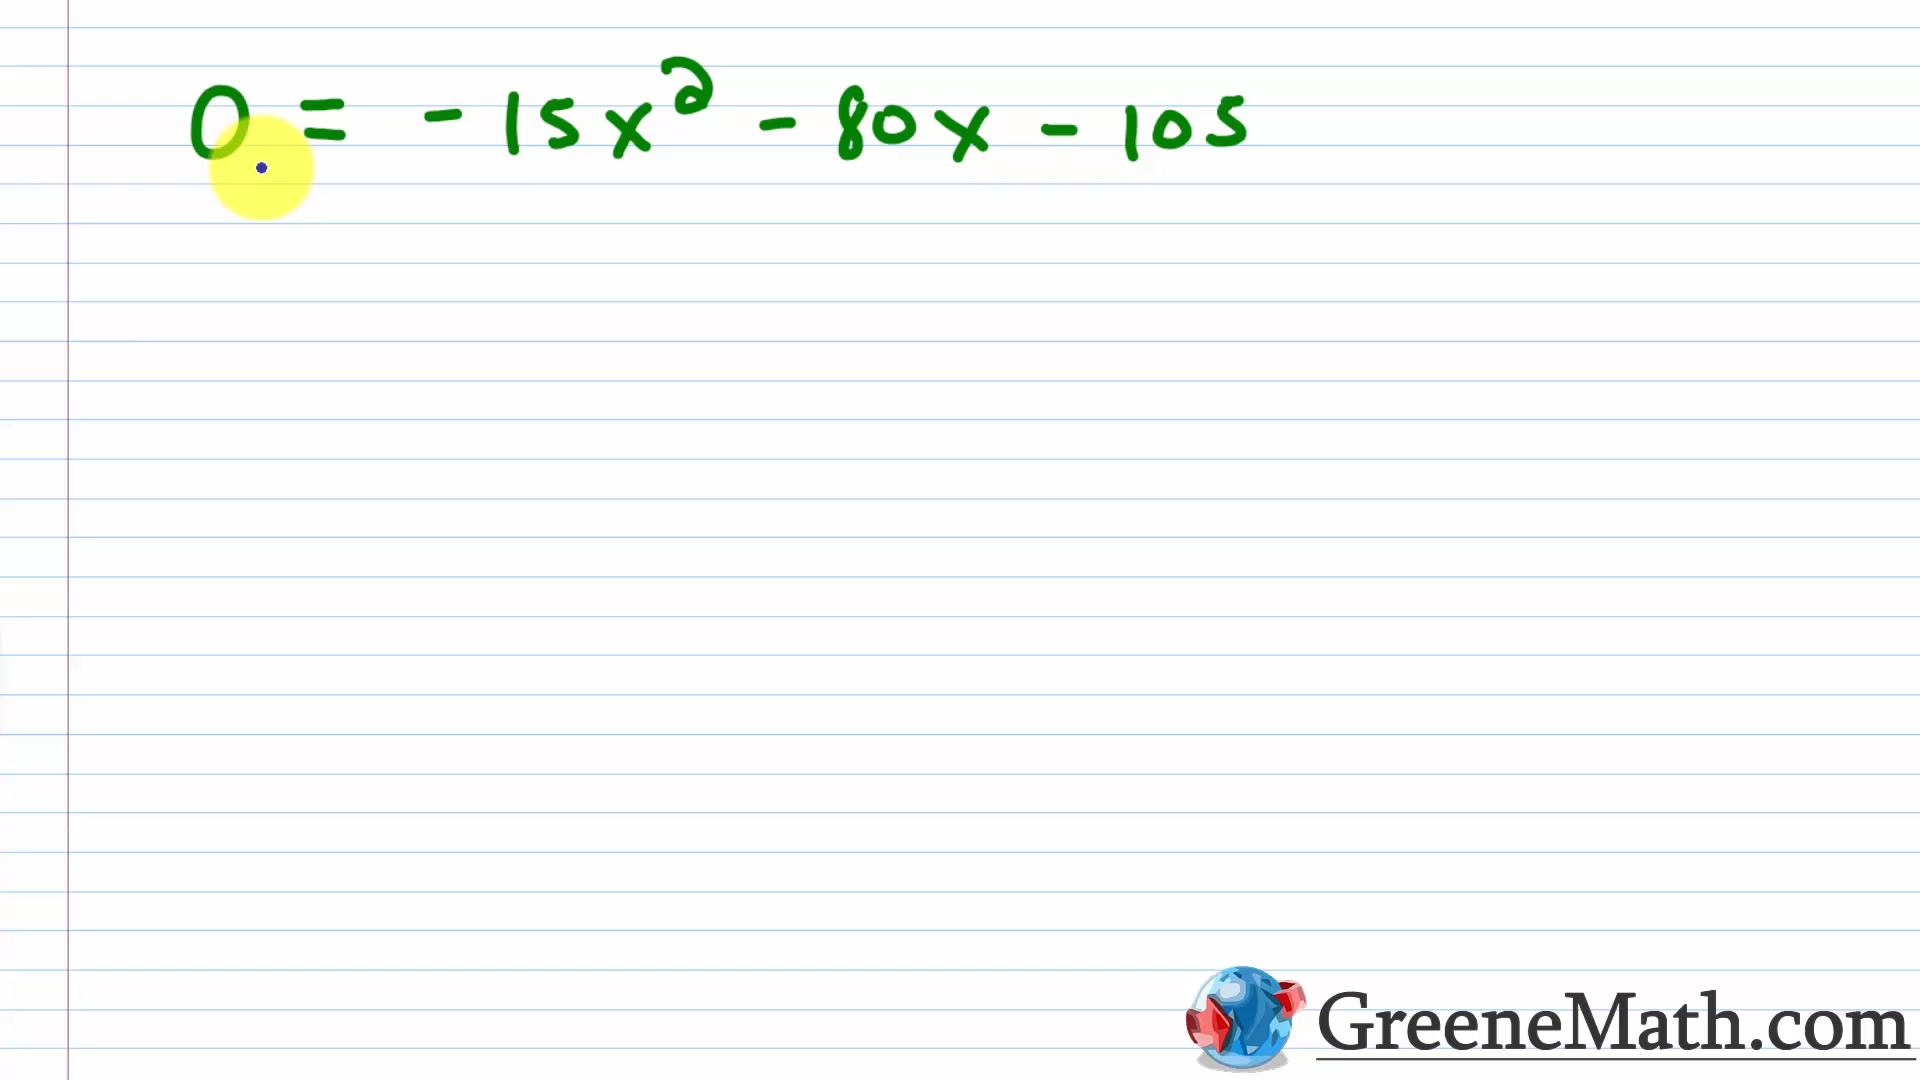 0 = - 15x² - 80x - 105
GreeneMath.com